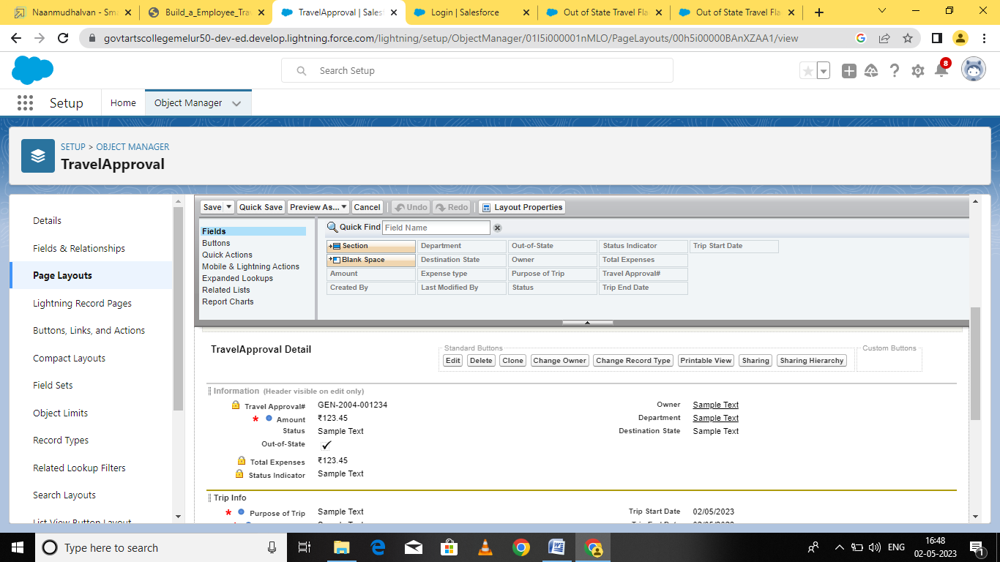 Naanmudhalvan - Sma
Build_a_Employee_Tra
TravelApproval | Sales
Login | Salesforce
Out of State Travel Fla
Out of State Travel Fla
govtartscollegemelur50-dev-ed.develop.lightning.force.com/lightning/setup/ObjectManager/01I5i000001nMLO/PageLayouts/00h5i00000BAnXZAA1/view
Search Setup
8
Setup
Home
Object Manager
SETUP > OBJECT MANAGER
TravelApproval
Details
Fields & Relationships
Page Layouts
Lightning Record Pages
Buttons, Links, and Actions
Compact Layouts
Field Sets
Object Limits
Record Types
Related Lookup Filters
Search Layouts
List View Button Layout
Save Quick Save Preview As... Cancel Undo Redo Layout Properties
Fields
Buttons
Quick Actions
Mobile & Lightning Actions
Expanded Lookups
Related Lists
Report Charts
Quick Find Field Name
Section Department Out-of-State Status Indicator Trip Start Date
Blank Space Destination State Owner Total Expenses
Amount Expense type Purpose of Trip Travel Approval#
Created By Last Modified By Status Trip End Date
TravelApproval Detail
Standard Buttons
Edit Delete Clone Change Owner Change Record Type Printable View Sharing Sharing Hierarchy
Custom Buttons
Information (Header visible on edit only)
Travel Approval# GEN-2004-001234 Owner Sample Text
* Amount ₹123.45 Department Sample Text
Status Sample Text Destination State Sample Text
Out-of-State
Total Expenses ₹123.45
Status Indicator Sample Text
Trip Info
* Purpose of Trip Sample Text Trip Start Date 02/05/2023
Type here to search
ENG
16:48
02-05-2023
1